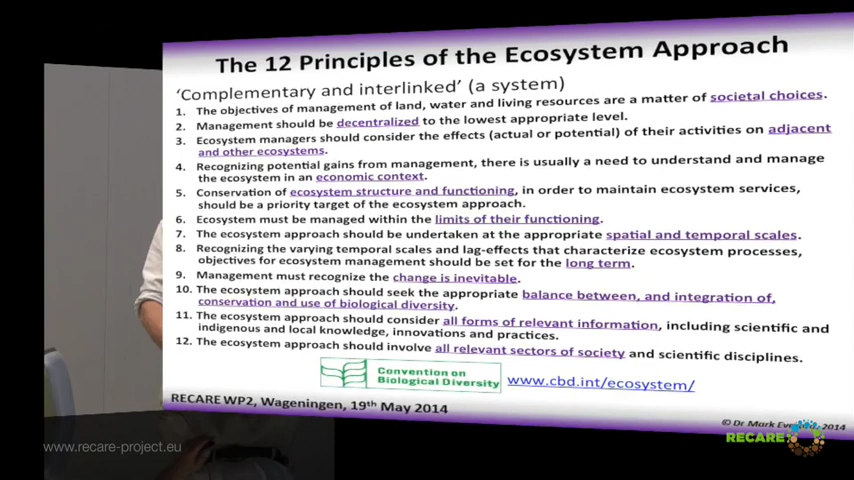 The 12 Principles of the Ecosystem Approach
‘Complementary and interlinked’ (a system)
1. The objectives of management of land, water and living resources are a matter of societal choices.
2. Management should be decentralized to the lowest appropriate level.
3. Ecosystem managers should consider the effects (actual or potential) of their activities on adjacent
and other ecosystems.
4. Recognizing potential gains from management, there is usually a need to understand and manage
the ecosystem in an economic context.
5. Conservation of ecosystem structure and functioning, in order to maintain ecosystem services,
should be a priority target of the ecosystem approach.
6. Ecosystem must be managed within the limits of their functioning.
7. The ecosystem approach should be undertaken at the appropriate spatial and temporal scales.
8. Recognizing the varying temporal scales and lag-effects that characterize ecosystem processes,
objectives for ecosystem management should be set for the long term.
9. Management must recognize the change is inevitable.
10. The ecosystem approach should seek the appropriate balance between, and integration of,
conservation and use of biological diversity.
11. The ecosystem approach should consider all forms of relevant information, including scientific and
indigenous and local knowledge, innovations and practices.
12. The ecosystem approach should involve all relevant sectors of society and scientific disciplines.
Convention on
Biological Diversity
www.cbd.int/ecosystem/
RECARE WP2, Wageningen, 19th May 2014
© Dr Mark 2014
www.recare-project.eu
RECARE